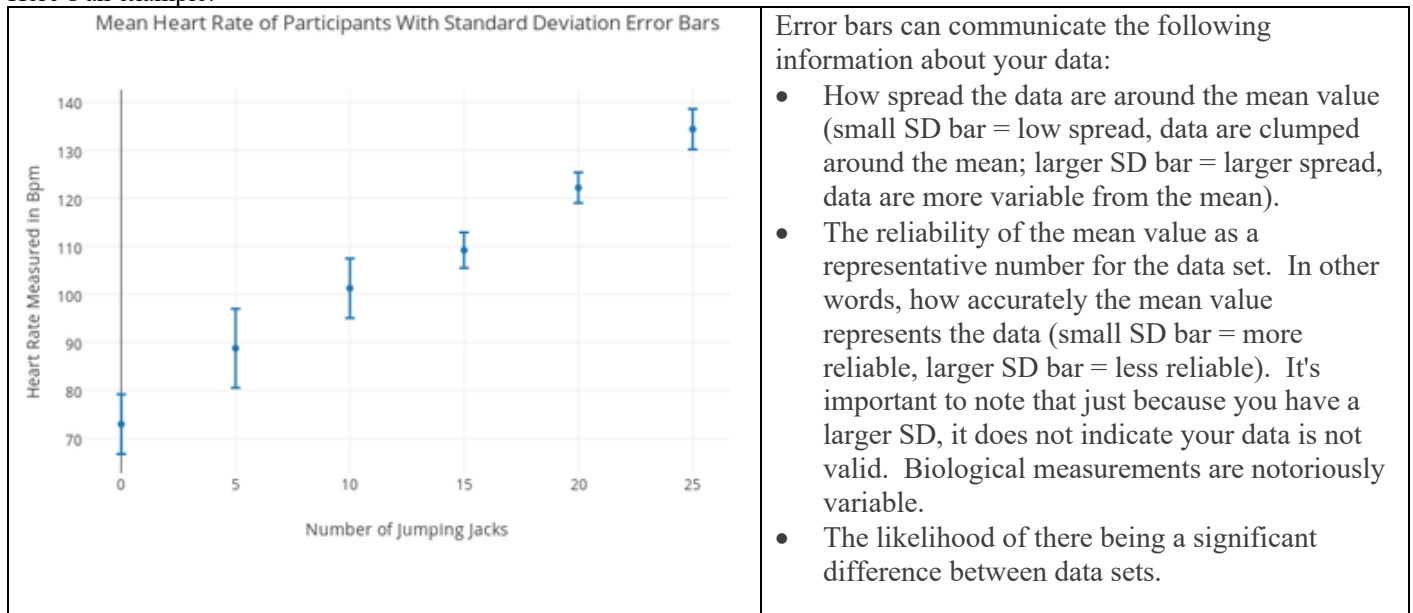 Mean Heart Rate of Participants With Standard Deviation Error Bars
140
130
120
110
100
90
80
70
Heart Rate Measured in Bpm
0 5 10 15 20 25
Number of Jumping Jacks
Error bars can communicate the following
information about your data:
• How spread the data are around the mean value
(small SD bar = low spread, data are clumped
around the mean; larger SD bar = larger spread,
data are more variable from the mean).
• The reliability of the mean value as a
representative number for the data set. In other
words, how accurately the mean value
represents the data (small SD bar = more
reliable, larger SD bar = less reliable). It's
important to note that just because you have a
larger SD, it does not indicate your data is not
valid. Biological measurements are notoriously
variable.
• The likelihood of there being a significant
difference between data sets.